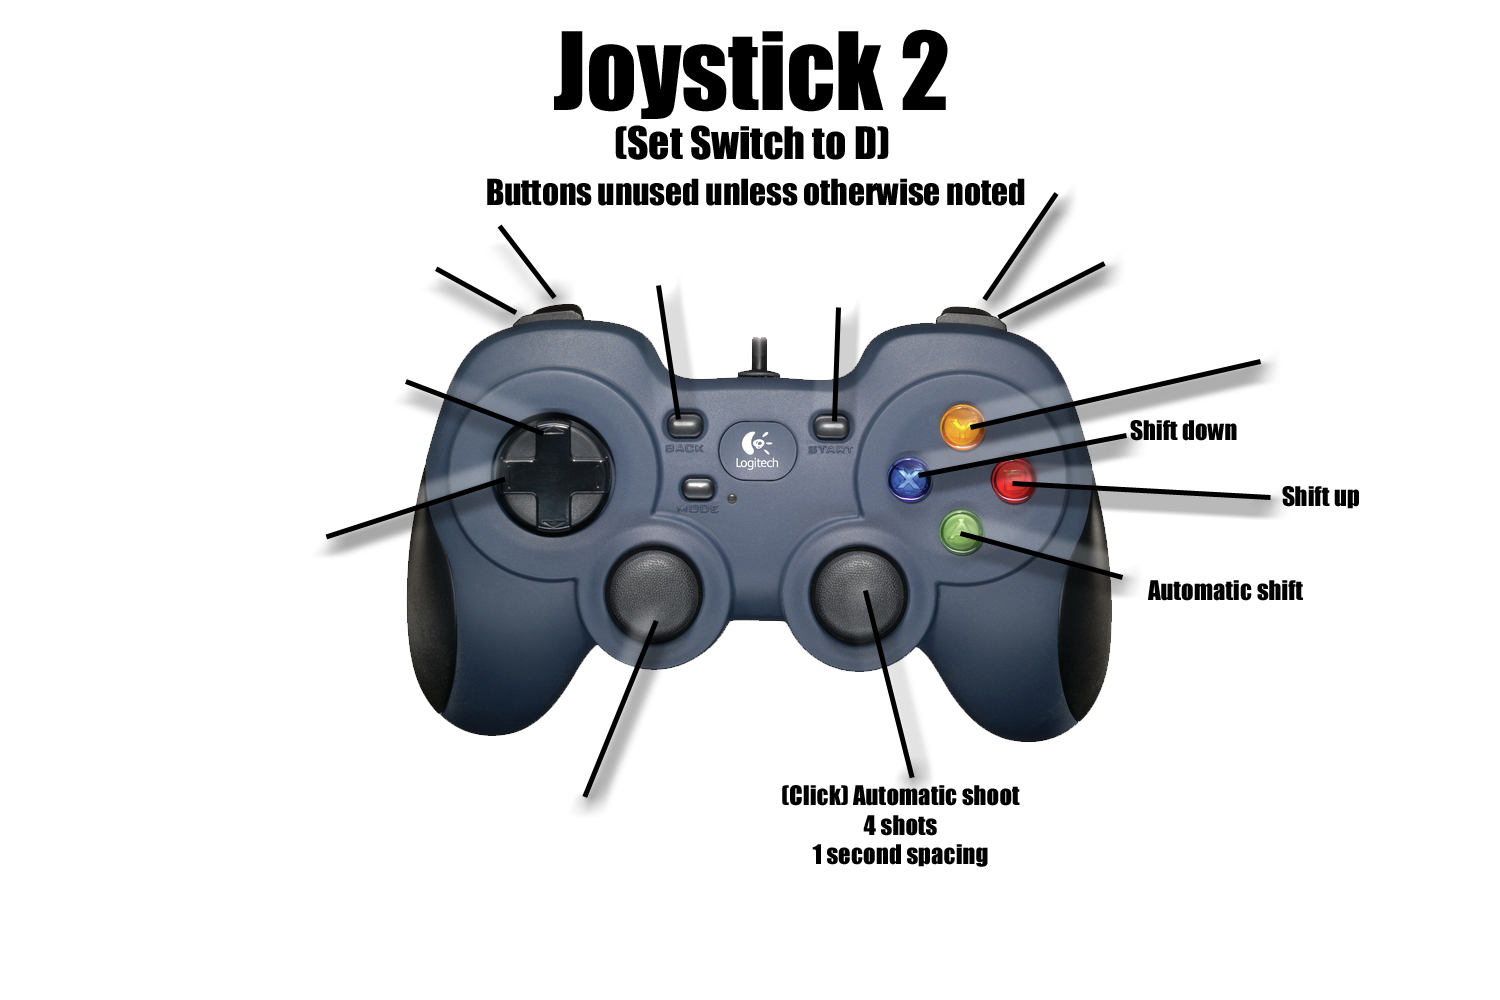 Joystick 2
(Set Switch to D)
Buttons unused unless otherwise noted
BACK
Logitech
START
MODE
Y
X
B
A
Shift down
Shift up
Automatic shift
(Click) Automatic shoot
4 shots
1 second spacing